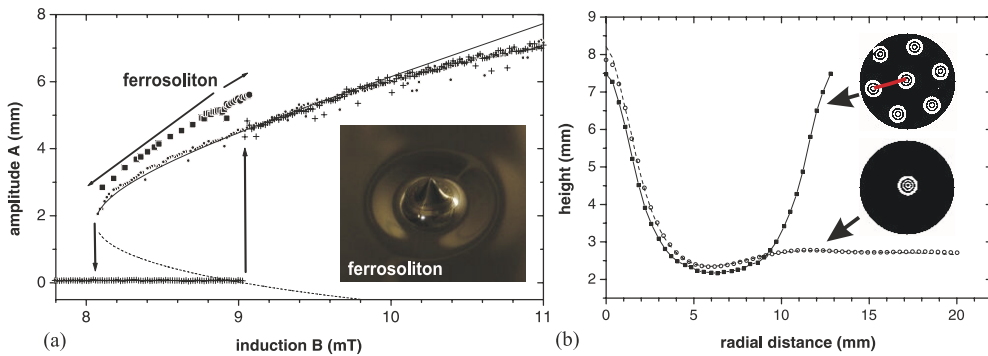 8
6
4
2
0
amplitude A (mm)
ferrosoliton
ferrosoliton
8
9
10
11
(a)
induction B (mT)
9
8
7
6
5
4
3
2
1
height (mm)
0
5
10
15
20
(b)
radial distance (mm)